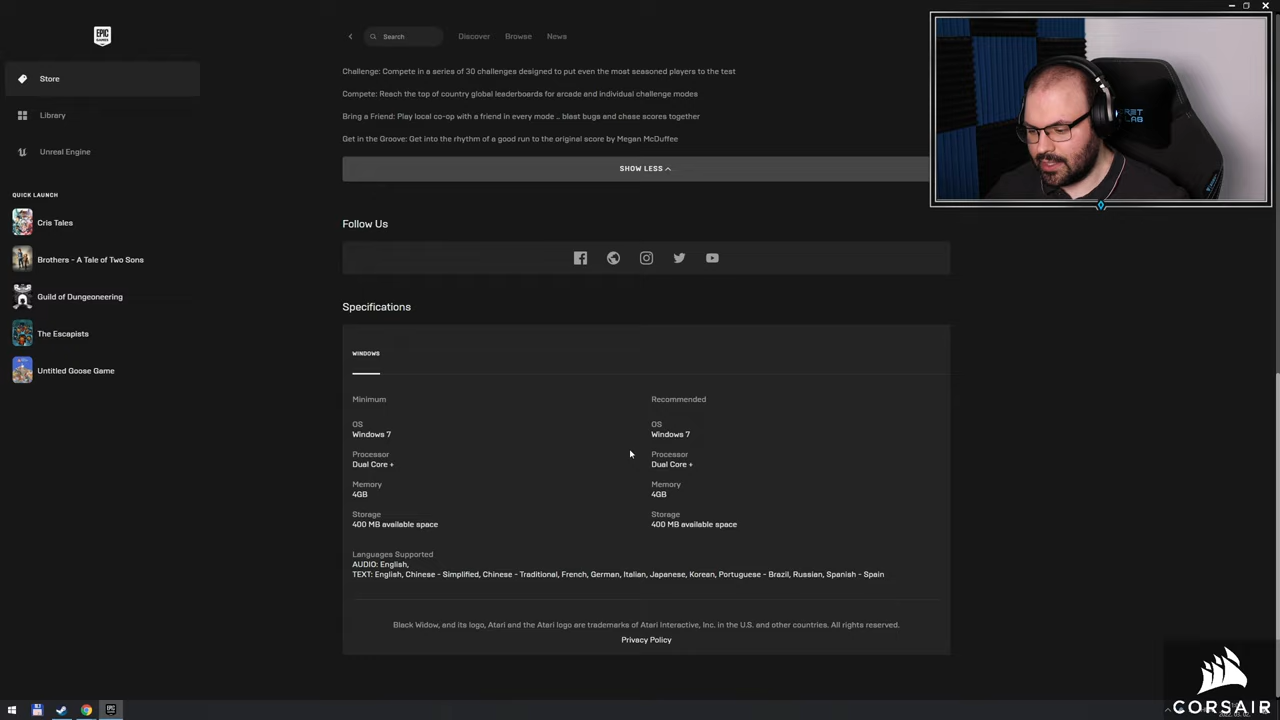 EPIC GAMES
Search
Discover
Browse
News
Store
Library
Unreal Engine
QUICK LAUNCH
Cris Tales
Brothers - A Tale of Two Sons
Guild of Dungeoneering
The Escapists
Untitled Goose Game
Challenge: Compete in a series of 30 challenges designed to put even the most seasoned players to the test
Compete: Reach the top of country global leaderboards for arcade and individual challenge modes
Bring a Friend: Play local co-op with a friend in every mode .. blast bugs and chase scores together
Get in the Groove: Get into the rhythm of a good run to the original score by Megan McDuffee
SHOW LESS
Follow Us
Specifications
WINDOWS
Minimum
Recommended
OS
Windows 7
OS
Windows 7
Processor
Dual Core +
Processor
Dual Core +
Memory
4GB
Memory
4GB
Storage
400 MB available space
Storage
400 MB available space
Languages Supported
AUDIO: English,
TEXT: English, Chinese - Simplified, Chinese - Traditional, French, German, Italian, Japanese, Korean, Portuguese - Brazil, Russian, Spanish - Spain
Black Widow, and its logo, Atari and the Atari logo are trademarks of Atari Interactive, Inc. in the U.S. and other countries. All rights reserved.
Privacy Policy
CORSAIR
2022. 03. 02.